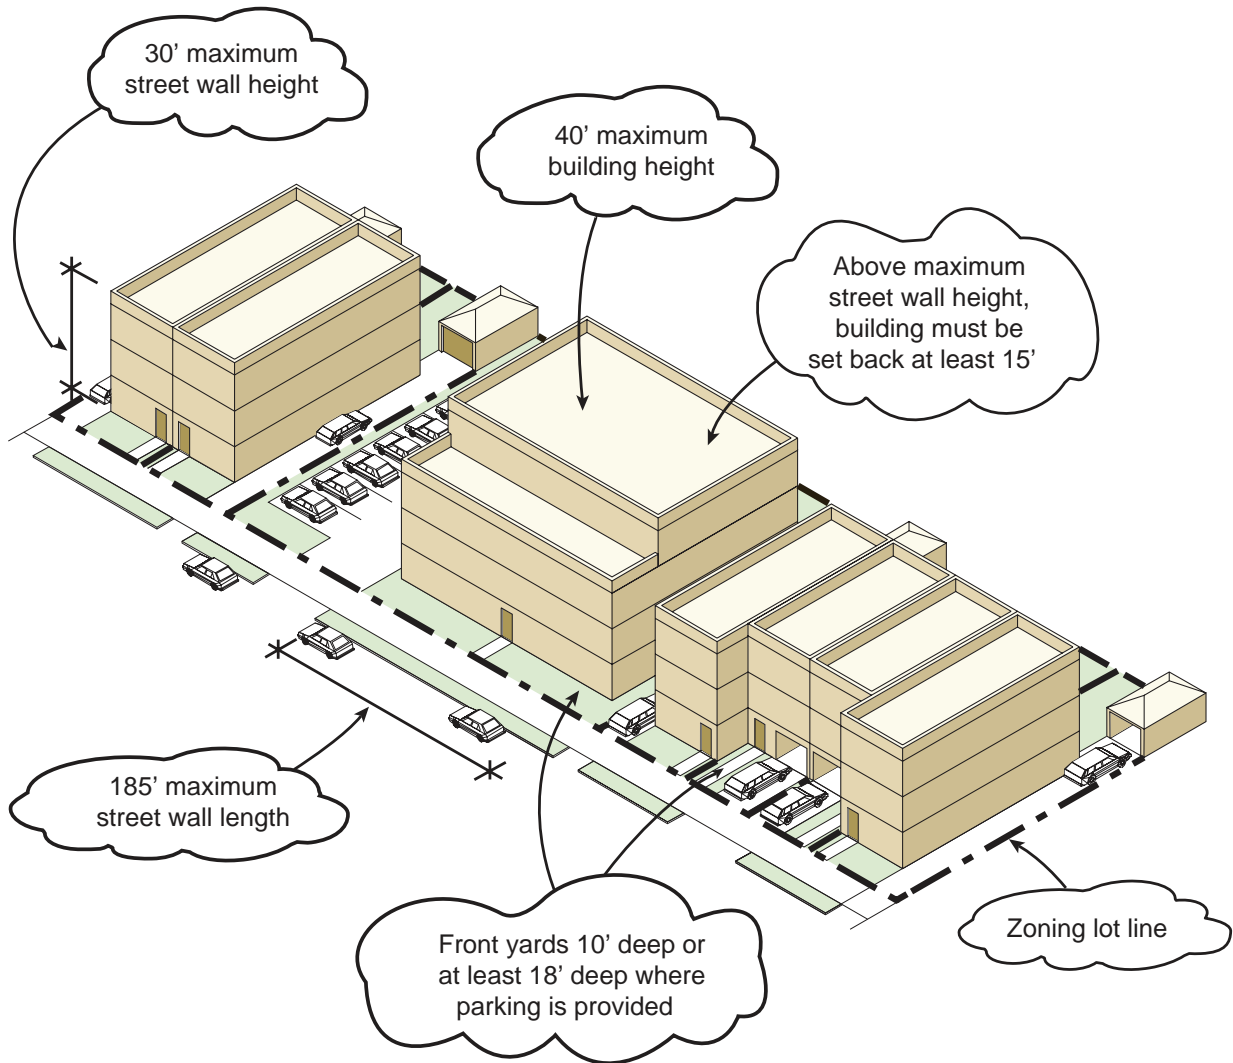 30’ maximum
street wall height
40’ maximum
building height
Above maximum
street wall height,
building must be
set back at least 15’
185’ maximum
street wall length
Front yards 10’ deep or
at least 18’ deep where
parking is provided
Zoning lot line